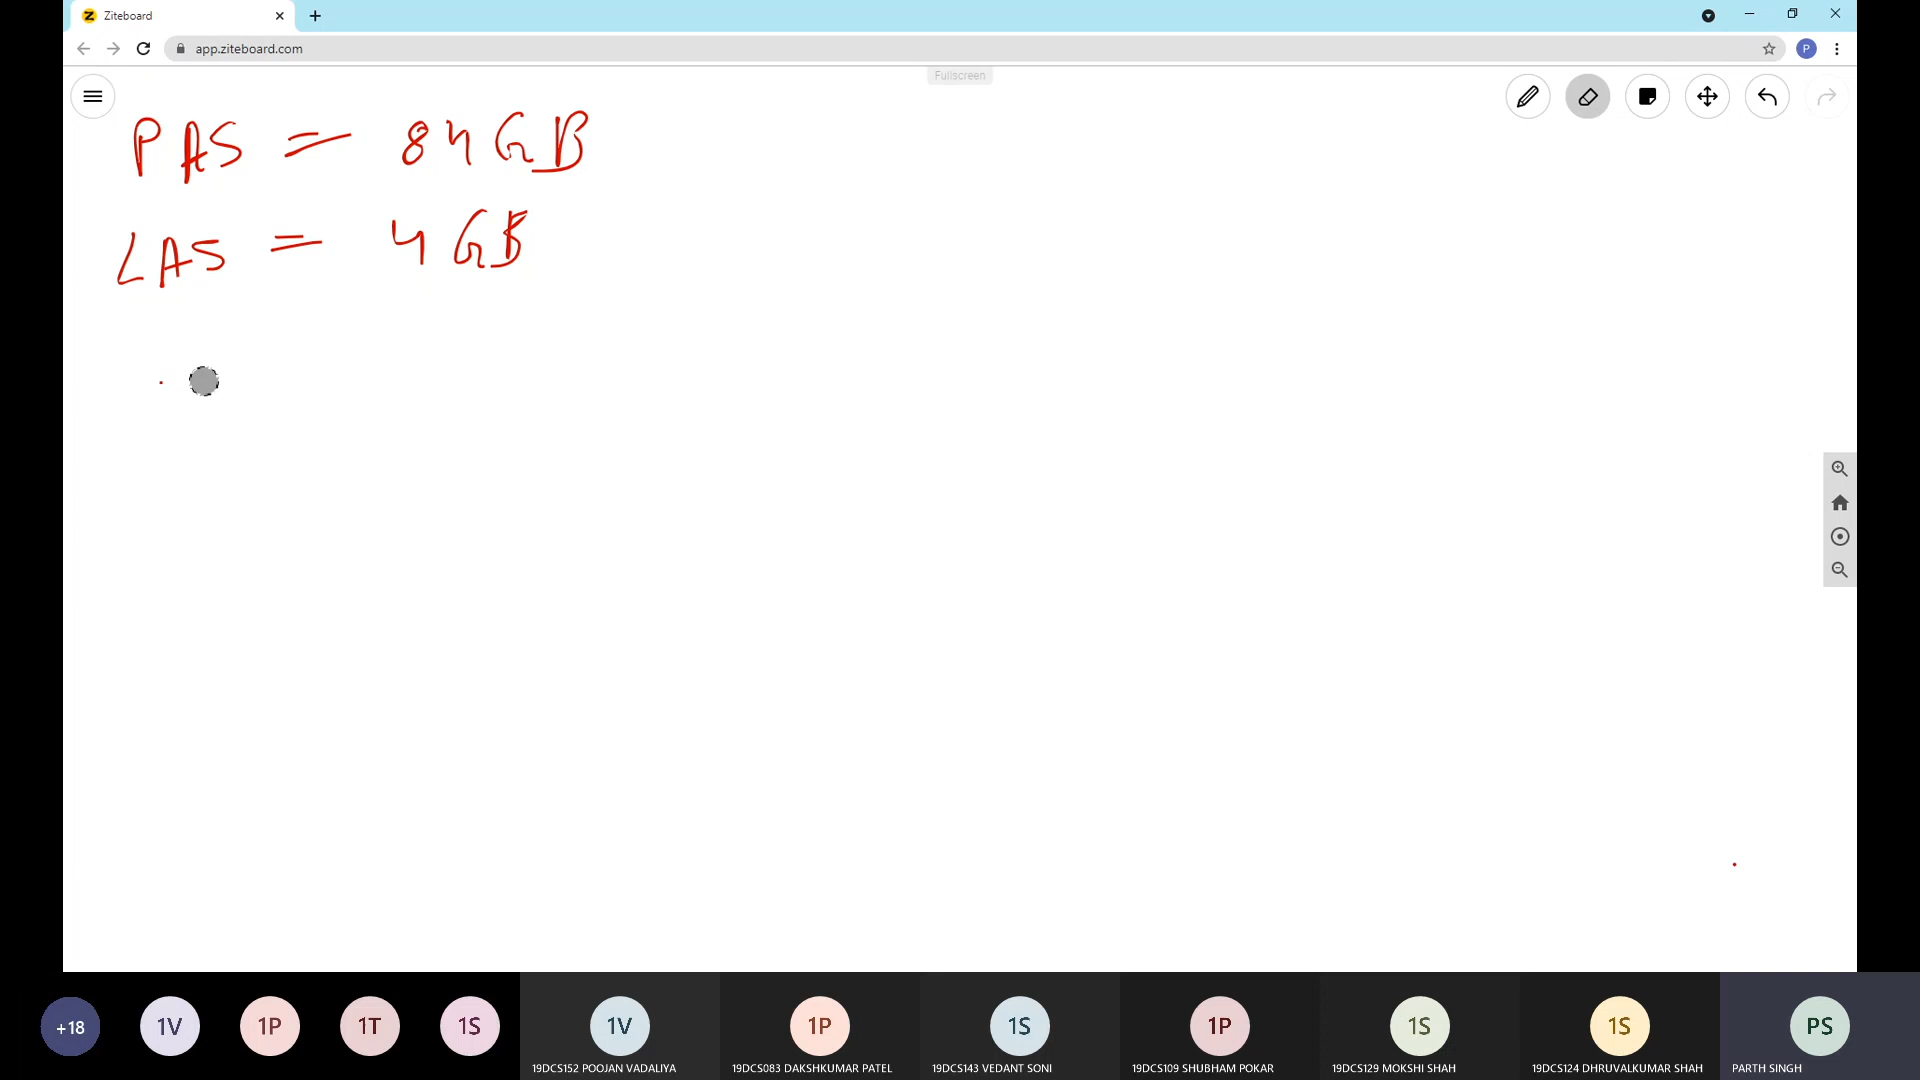 Ziteboard
app.ziteboard.com
P
Fullscreen
PAS = 84GB
LAS = 4GB
+18
1V
1P
1T
1S
1V
1P
1S
1P
1S
1S
PS
19DCS152 POOJAN VADALIYA
19DCS083 DAKSHKUMAR PATEL
19DCS143 VEDANT SONI
19DCS109 SHUBHAM POKAR
19DCS129 MOKSHI SHAH
19DCS124 DHRUVALKUMAR SHAH
PARTH SINGH